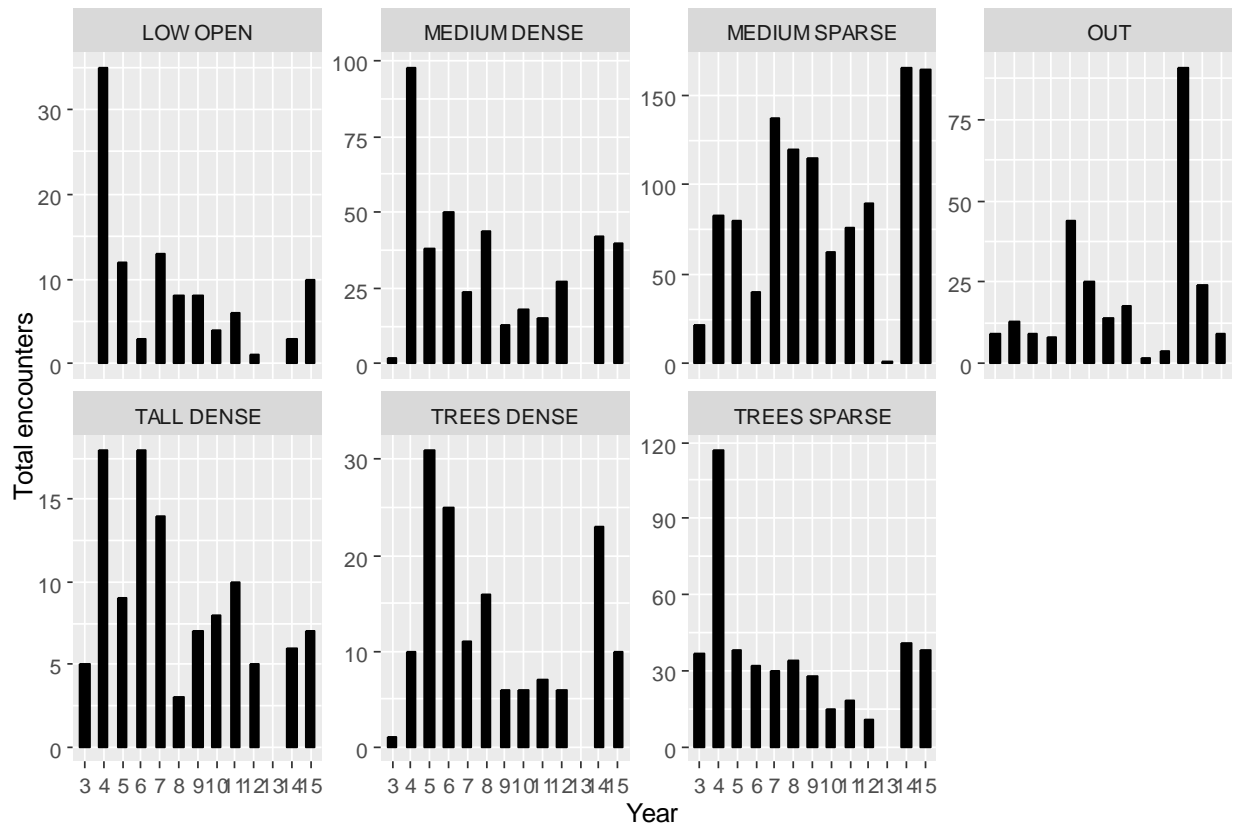 LOW OPEN
MEDIUM DENSE
MEDIUM SPARSE
OUT
30
20
10
0
100
75
50
25
0
150
100
50
0
75
50
25
0
TALL DENSE
TREES DENSE
TREES SPARSE
15
10
5
0
30
20
10
0
120
90
60
30
0
3 4 5 6 7 8 9 10 11 12 13 14 15
3 4 5 6 7 8 9 10 11 12 13 14 15
3 4 5 6 7 8 9 10 11 12 13 14 15
Total encounters
Year